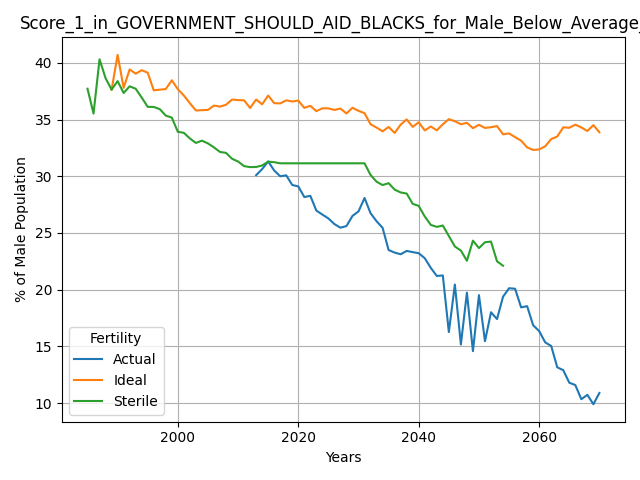 Score_1_in_GOVERNMENT_SHOULD_AID_BLACKS_for_Male_Below_Average_
% of Male Population
40
35
30
25
20
15
10
Fertility
Actual
Ideal
Sterile
2000
2020
2040
2060
Years